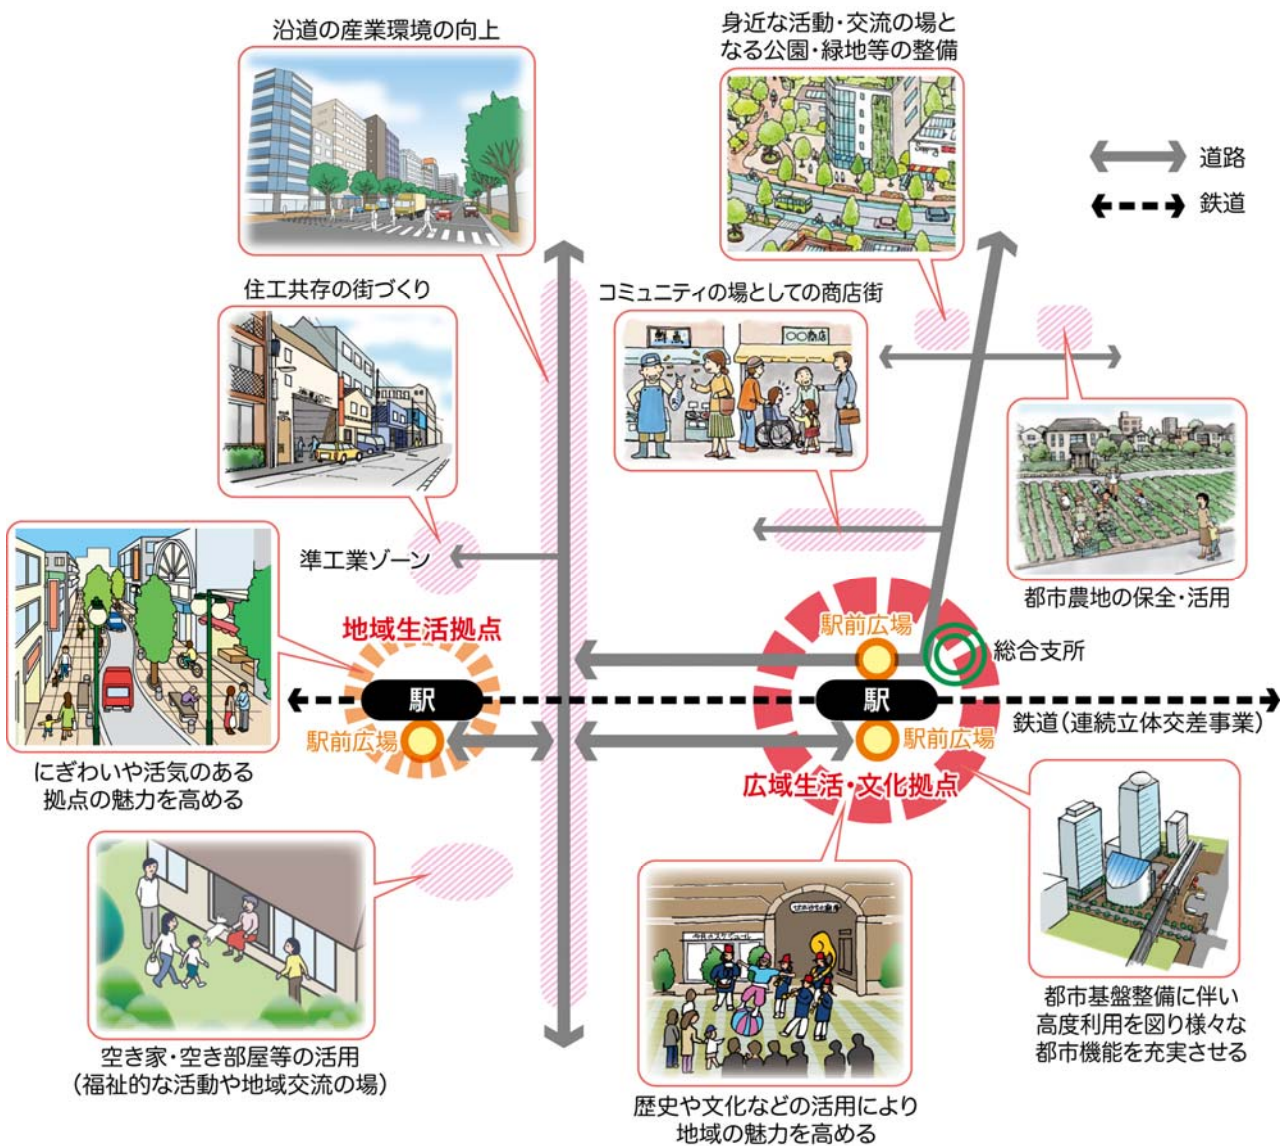 沿道の産業環境の向上
身近な活動・交流の場と
なる公園・緑地等の整備
道路
鉄道
住工共存の街づくり
コミュニティの場としての商店街
鮮魚
〇〇商店
準工業ゾーン
都市農地の保全・活用
地域生活拠点
駅前広場
総合支所
駅
駅
鉄道（連続立体交差事業）
駅前広場
駅前広場
にぎわいや活気のある
拠点の魅力を高める
広域生活・文化拠点
空き家・空き部屋等の活用
（福祉的な活動や地域交流の場）
都市基盤整備に伴い
高度利用を図り様々な
都市機能を充実させる
歴史や文化などの活用により
地域の魅力を高める